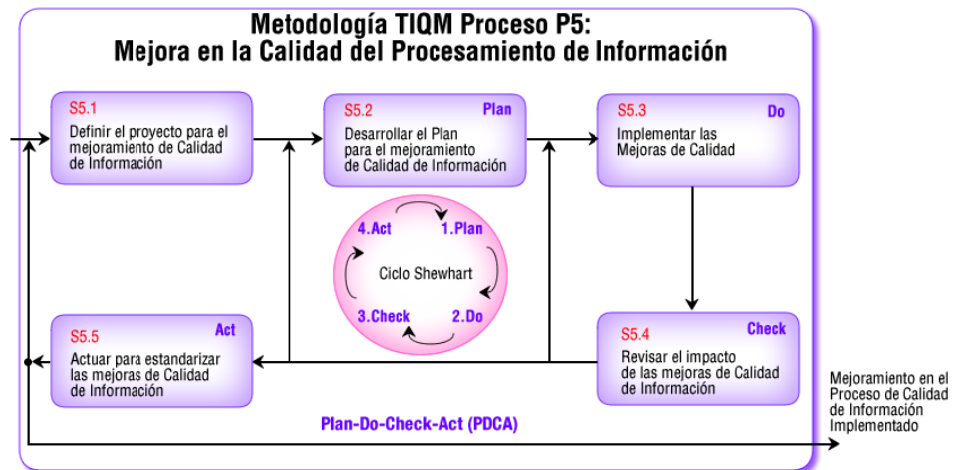 Metodología TIQM Proceso P5:
Mejora en la Calidad del Procesamiento de Información
S5.1
Definir el proyecto para el
mejoramiento de Calidad
de Información
S5.2
Plan
Desarrollar el Plan
para el mejoramiento
de Calidad de Información
S5.3
Do
Implementar las
Mejoras de Calidad
4.Act
1.Plan
Ciclo Shewhart
3.Check
2.Do
S5.5
Act
Actuar para estandarizar
las mejoras de Calidad
de Información
S5.4
Check
Revisar el impacto
de las mejoras de Calidad
de Información
Plan-Do-Check-Act (PDCA)
Mejoramiento en el
Proceso de Calidad
de Información
Implementado